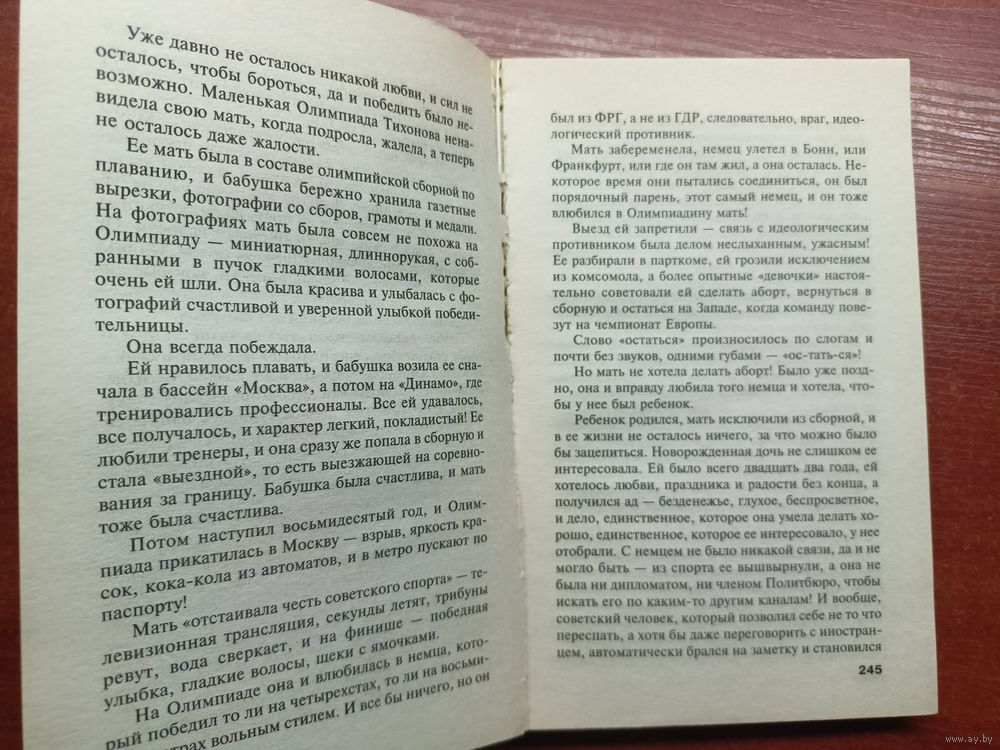 Уже давно не осталось никакой любви, и сил не
осталось, чтобы бороться, да и победить было не-
возможно. Маленькая Олимпиада Тихонова нена-
видела свою мать, когда подросла, жалела, а теперь
не осталось даже жалости.
Ее мать была в составе олимпийской сборной по
плаванию, и бабушка бережно хранила газетные
вырезки, фотографии со сборов, грамоты и медали.
На фотографиях мать была совсем не похожа на
Олимпиаду — миниатюрная, длиннорукая, с соб-
ранными в пучок гладкими волосами, которые
очень ей шли. Она была красива и улыбалась с фо-
тографий счастливой и уверенной улыбкой победи-
тельницы.
Она всегда побеждала.
Ей нравилось плавать, и бабушка возила ее сна-
чала в бассейн «Москва», а потом на «Динамо», где
тренировались профессионалы. Все ей удавалось,
все получалось, и характер легкий, покладистый! Ее
любили тренеры, и она сразу же попала в сборную и
стала «выездной», то есть выезжающей на соревно-
вания за границу. Бабушка была счастлива, и мать
тоже была счастлива.
Потом наступил восьмидесятый год, и Олим-
пиада прикатилась в Москву — взрыв, яркость кра-
сок, кока-кола из автоматов, и в метро пускают по
паспорту!
Мать «отстаивала честь советского спорта» — те-
левизионная трансляция, секунды летят, трибуны
ревут, вода сверкает, и на финише — победная
улыбка, гладкие волосы, щеки с ямочками.
На Олимпиаде она и влюбилась в немца, кото-
рый победил то ли на четырехстах, то ли на восьми-
страх вольным стилем. И все бы ничего, но он
был из ФРГ, а не из ГДР, следовательно, враг, идео-
логический противник.
Мать забеременела, немец улетел в Бонн, или
Франкфурт, или где он там жил, а она осталась. Не-
которое время они пытались соединиться, он был
порядочный парень, этот самый немец, и он тоже
влюбился в Олимпиадину мать!
Выезд ей запретили — связь с идеологическим
противником была делом неслыханным, ужасным!
Ее разбирали в парткоме, ей грозили исключением
из комсомола, а более опытные «девочки» настоя-
тельно советовали ей сделать аборт, вернуться в
сборную и остаться на Западе, когда команду пове-
зут на чемпионат Европы.
Слово «остаться» произносилось по слогам и
почти без звуков, одними губами — «ос-тать-ся»!
Но мать не хотела делать аборт! Было уже позд-
но, она и вправду любила того немца и хотела, что-
бы у нее был ребенок.
Ребенок родился, мать исключили из сборной, и
в ее жизни не осталось ничего, за что можно было
бы зацепиться. Новорожденная дочь не слишком ее
интересовала. Ей было всего двадцать два года, ей
хотелось любви, праздника и радости без конца, а
получился ад — безденежье, глухое, беспросветное,
и дело, единственное, которое она умела делать хо-
рошо, единственное, которое ее интересовало, у нее
отобрали. С немцем не было никакой связи, да и не
могло быть — из спорта ее вышвырнули, а она не
была ни дипломатом, ни членом Политбюро, чтобы
искать его по каким-то другим каналам! И вообще,
советский человек, который позволил себе не то что
переспать, а хотя бы даже переговорить с иностран-
цем, автоматически брался на заметку и становился
245
www.ay.by